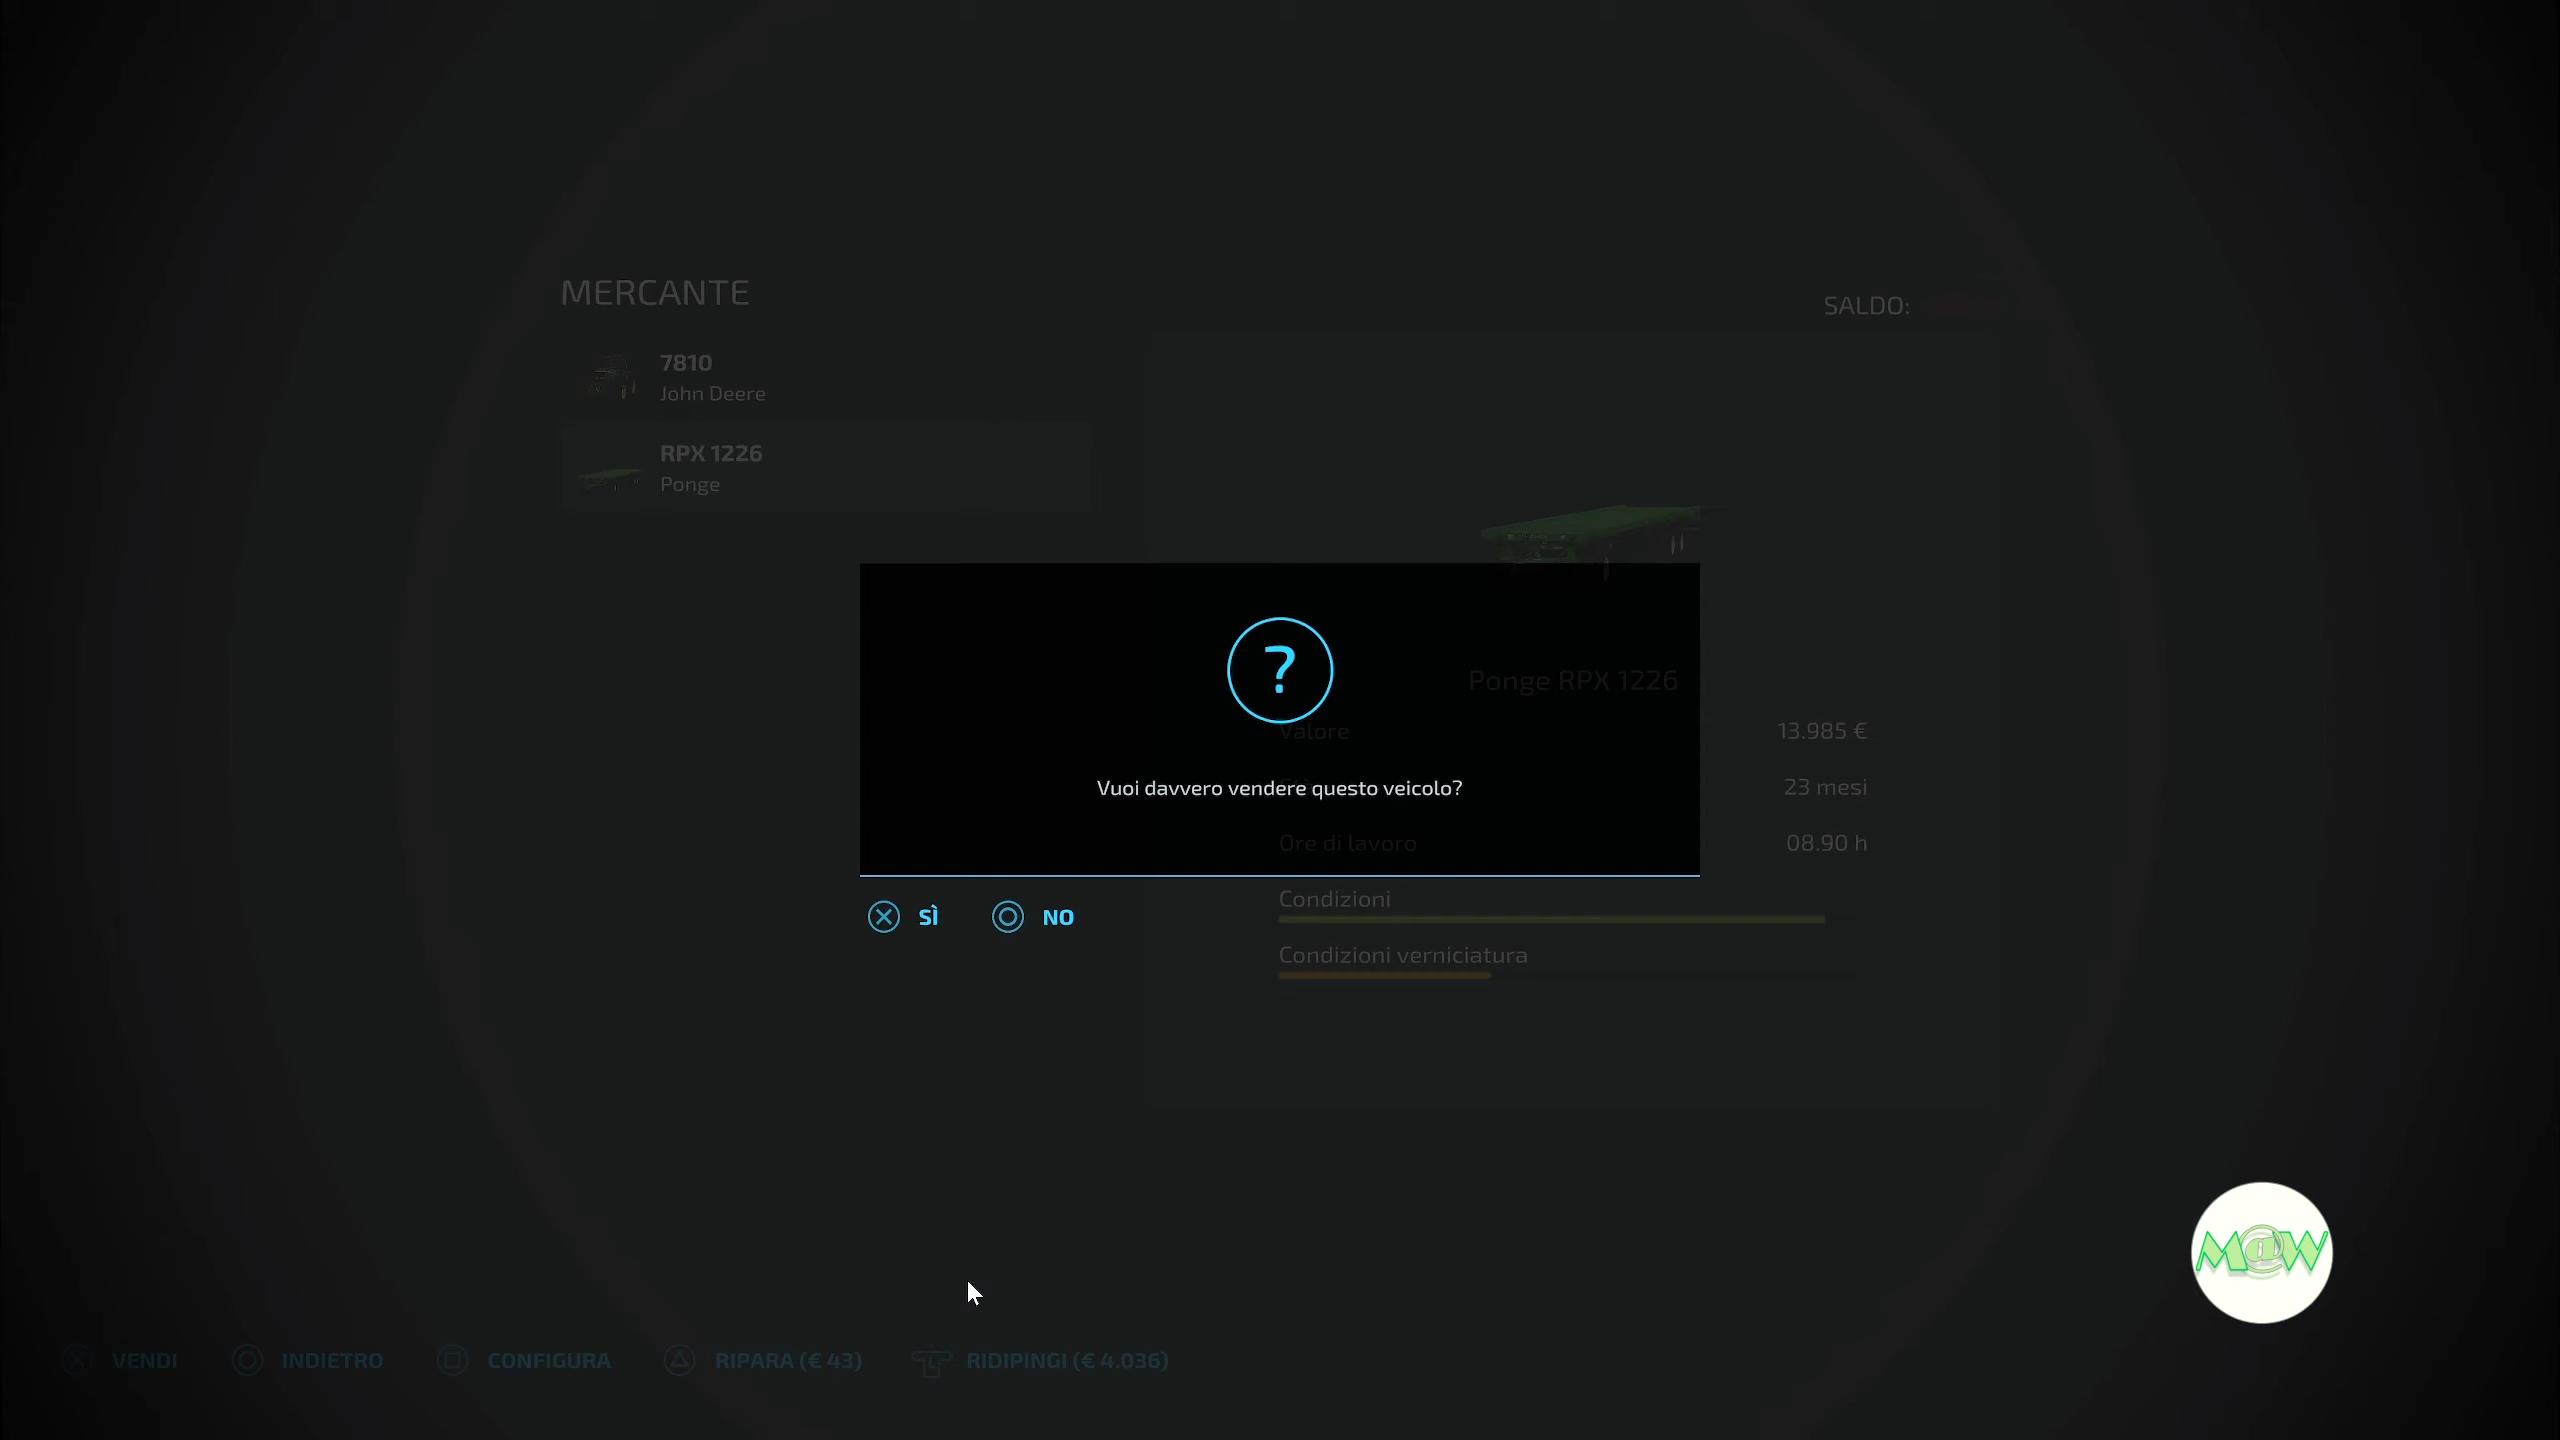 MERCANTE
SALDO:
7810
John Deere
RPX 1226
Ponge
Ponge RPX 1226
Valore 13.985 €
Vuoi davvero vendere questo veicolo?
23 mesi
Ore di lavoro 08.90 h
Condizioni
SÌ NO
Condizioni verniciatura
M@W
VENDI INDIETRO CONFIGURA RIPARA (€ 43) RIDIPINGI (€ 4.036)